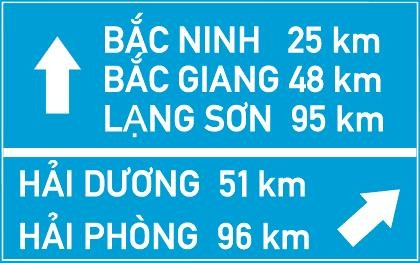 BẮC NINH 25 km
BẮC GIANG 48 km
LẠNG SƠN 95 km
HẢI DƯƠNG 51 km
HẢI PHÒNG 96 km